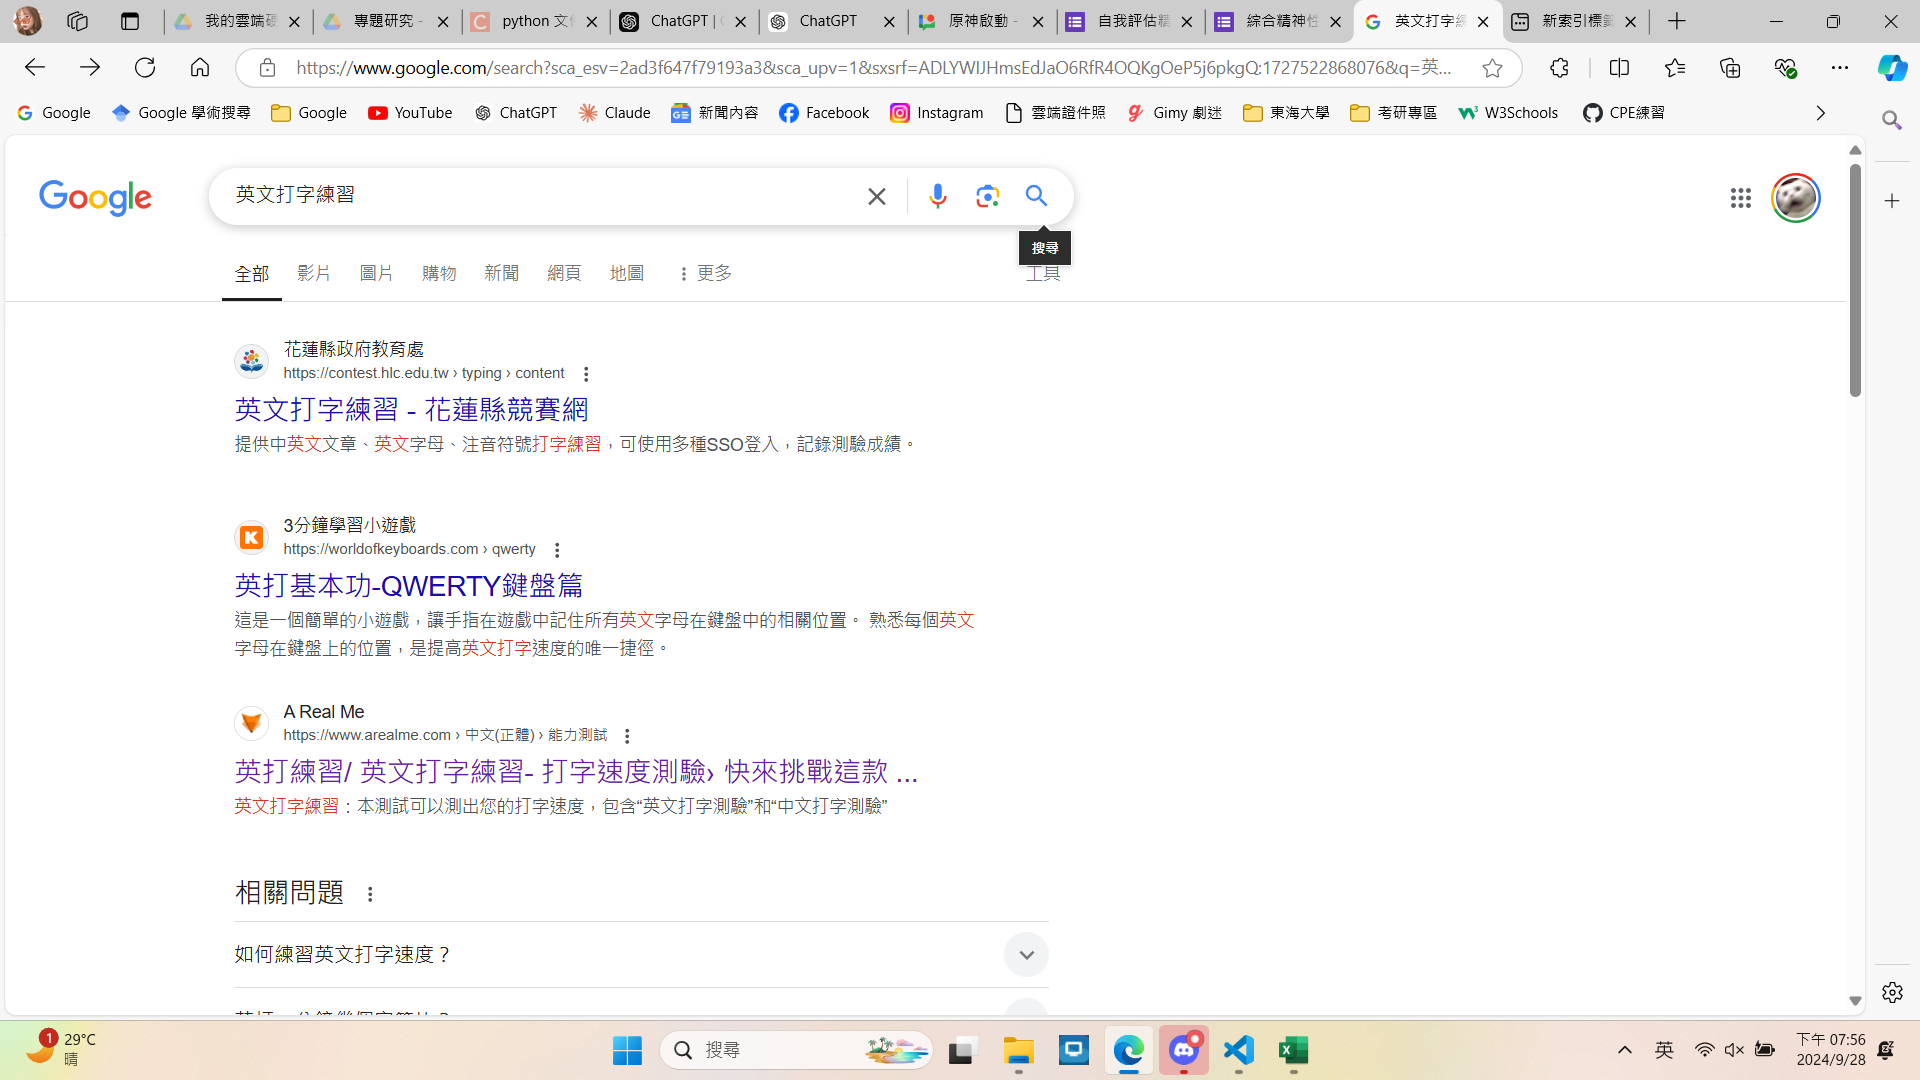 我的雲端硬
專題研究 -
python 文件
ChatGPT | C
ChatGPT
原神啟動 -
自我評估精
綜合精神性
英文打字練
新索引標籤
https://www.google.com/search?sca_esv=2ad3f647f79193a3&sca_upv=1&sxsrf=ADLYWIJHmsEdJaO6RfR4OQKgOeP5j6pkgQ:1727522868076&q=英...
Google
Google 學術搜尋
Google
YouTube
ChatGPT
Claude
新聞內容
Facebook
Instagram
雲端證件照
Gimy 劇迷
東海大學
考研專區
W3Schools
CPE練習
Google
英文打字練習
搜尋
全部
影片
圖片
購物
新聞
網頁
地圖
更多
工具
花蓮縣政府教育處
https://contest.hlc.edu.tw › typing › content
英文打字練習 - 花蓮縣競賽網
提供中英文文章、英文字母、注音符號打字練習，可使用多種SSO登入，記錄測驗成績。
3分鐘學習小遊戲
https://worldofkeyboards.com › qwerty
英打基本功-QWERTY鍵盤篇
這是一個簡單的小遊戲，讓手指在遊戲中記住所有英文字母在鍵盤中的相關位置。 熟悉每個英文
字母在鍵盤上的位置，是提高英文打字速度的唯一捷徑。
A Real Me
https://www.arealme.com › 中文(正體) › 能力測試
英打練習/ 英文打字練習- 打字速度測驗› 快來挑戰這款 ...
英文打字練習：本測試可以測出您的打字速度，包含“英文打字測驗”和“中文打字測驗”
相關問題
如何練習英文打字速度？
1
29°C
晴
搜尋
英
下午 07:56
2024/9/28